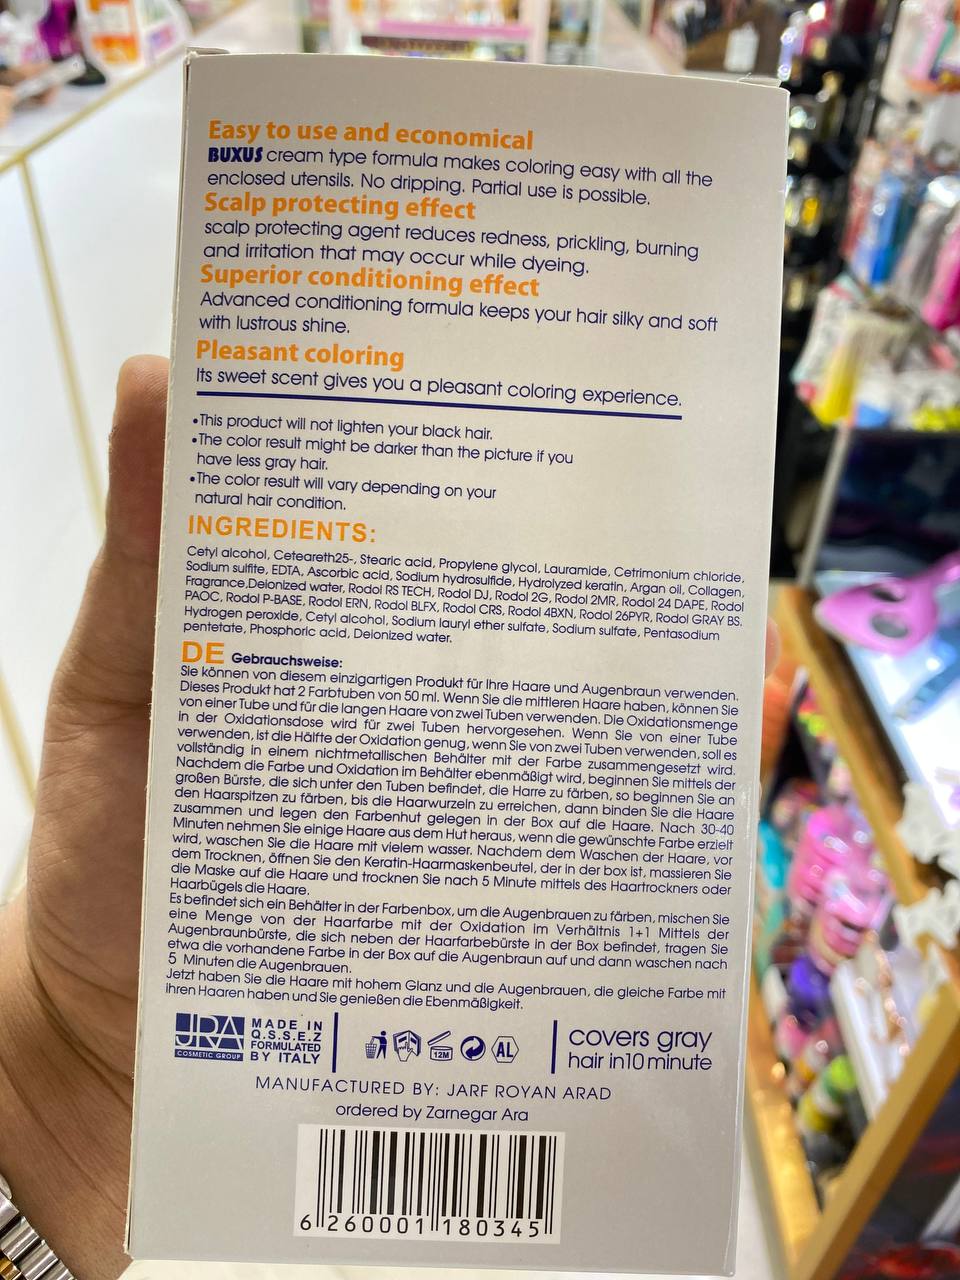 Easy to use and economical
BUXUS cream type formula makes coloring easy with all the
enclosed utensils. No dripping. Partial use is possible.
Scalp protecting effect
scalp protecting agent reduces redness, prickling, burning
and irritation that may occur while dyeing.
Superior conditioning effect
Advanced conditioning formula keeps your hair silky and soft
with lustrous shine.
Pleasant coloring
Its sweet scent gives you a pleasant coloring experience.
•This product will not lighten your black hair.
•The color result might be darker than the picture if you
have less gray hair.
•The color result will vary depending on your
natural hair condition.
INGREDIENTS:
Cetyl alcohol, Ceteareth25-, Stearic acid, Propylene glycol, Lauramide, Cetrimonium chloride,
Sodium sulfite, EDTA, Ascorbic acid, Sodium hydrosulfide, Hydrolyzed keratin, Argan oil, Collagen,
Fragrance,Deionized water, Rodol RS TECH, Rodol DJ, Rodol 2G, Rodol 2MR, Rodol 24 DAPE, Rodol
PAOC, Rodol P-BASE, Rodol ERN, Rodol BLFX, Rodol CRS, Rodol 4BXN, Rodol 26PYR, Rodol GRAY BS.
Hydrogen peroxide, Cetyl alcohol, Sodium lauryl ether sulfate, Sodium sulfate, Pentasodium
pentetate, Phosphoric acid, Deionized water.
DE Gebrauchsweise:
Sie können von diesem einzigartigen Produkt für Ihre Haare und Augenbraun verwenden.
Dieses Produkt hat 2 Farbtuben von 50 ml. Wenn Sie die mittleren Haare haben, können Sie
von einer Tube und für die langen Haare von zwei Tuben verwenden. Die Oxidationsmenge
in der Oxidationsdose wird für zwei Tuben hervorgesehen. Wenn Sie von einer Tube
verwenden, ist die Hälfte der Oxidation genug, wenn Sie von zwei Tuben verwenden, soll es
vollständig in einem nichtmetallischen Behälter mit der Farbe zusammengesetzt wird.
Nachdem die Farbe und Oxidation im Behälter ebenmäßigt wird, beginnen Sie mittels der
großen Bürste, die sich unter den Tuben befindet, die Harre zu färben, so beginnen Sie an
den Haarspitzen zu färben, bis die Haarwurzeln zu erreichen, dann binden Sie die Haare
zusammen und legen den Farbenhut gelegen in der Box auf die Haare. Nach 30-40
Minuten nehmen Sie einige Haare aus dem Hut heraus, wenn die gewünschte Farbe erzielt
wird, waschen Sie die Haare mit vielem wasser. Nachdem dem Waschen der Haare, vor
dem Trocknen, öffnen Sie den Keratin-Haarmaskenbeutel, der in der box ist, massieren Sie
die Maske auf die Haare und trocknen Sie nach 5 Minute mittels des Haartrockners oder
Haarbügels die Haare.
Es befindet sich ein Behälter in der Farbenbox, um die Augenbrauen zu färben, mischen Sie
eine Menge von der Haarfarbe mit der Oxidation im Verhältnis 1+1 Mittels der
Augenbraunbürste, die sich neben der Haarfarbebürste in der Box befindet, tragen Sie
etwa die vorhandene Farbe in der Box auf die Augenbraun auf und dann waschen nach
5 Minuten die Augenbrauen.
Jetzt haben Sie die Haare mit hohem Glanz und die Augenbrauen, die gleiche Farbe mit
ihren Haaren haben und Sie genießen die Ebenmäßigkeit.
JRA
COSMETIC GROUP
MADE IN
Q.S.S.E.Z
FORMULATED
BY ITALY
12M
AL
covers gray
hair in10 minute
MANUFACTURED BY: JARF ROYAN ARAD
ordered by Zarnegar Ara
6 260001 180345